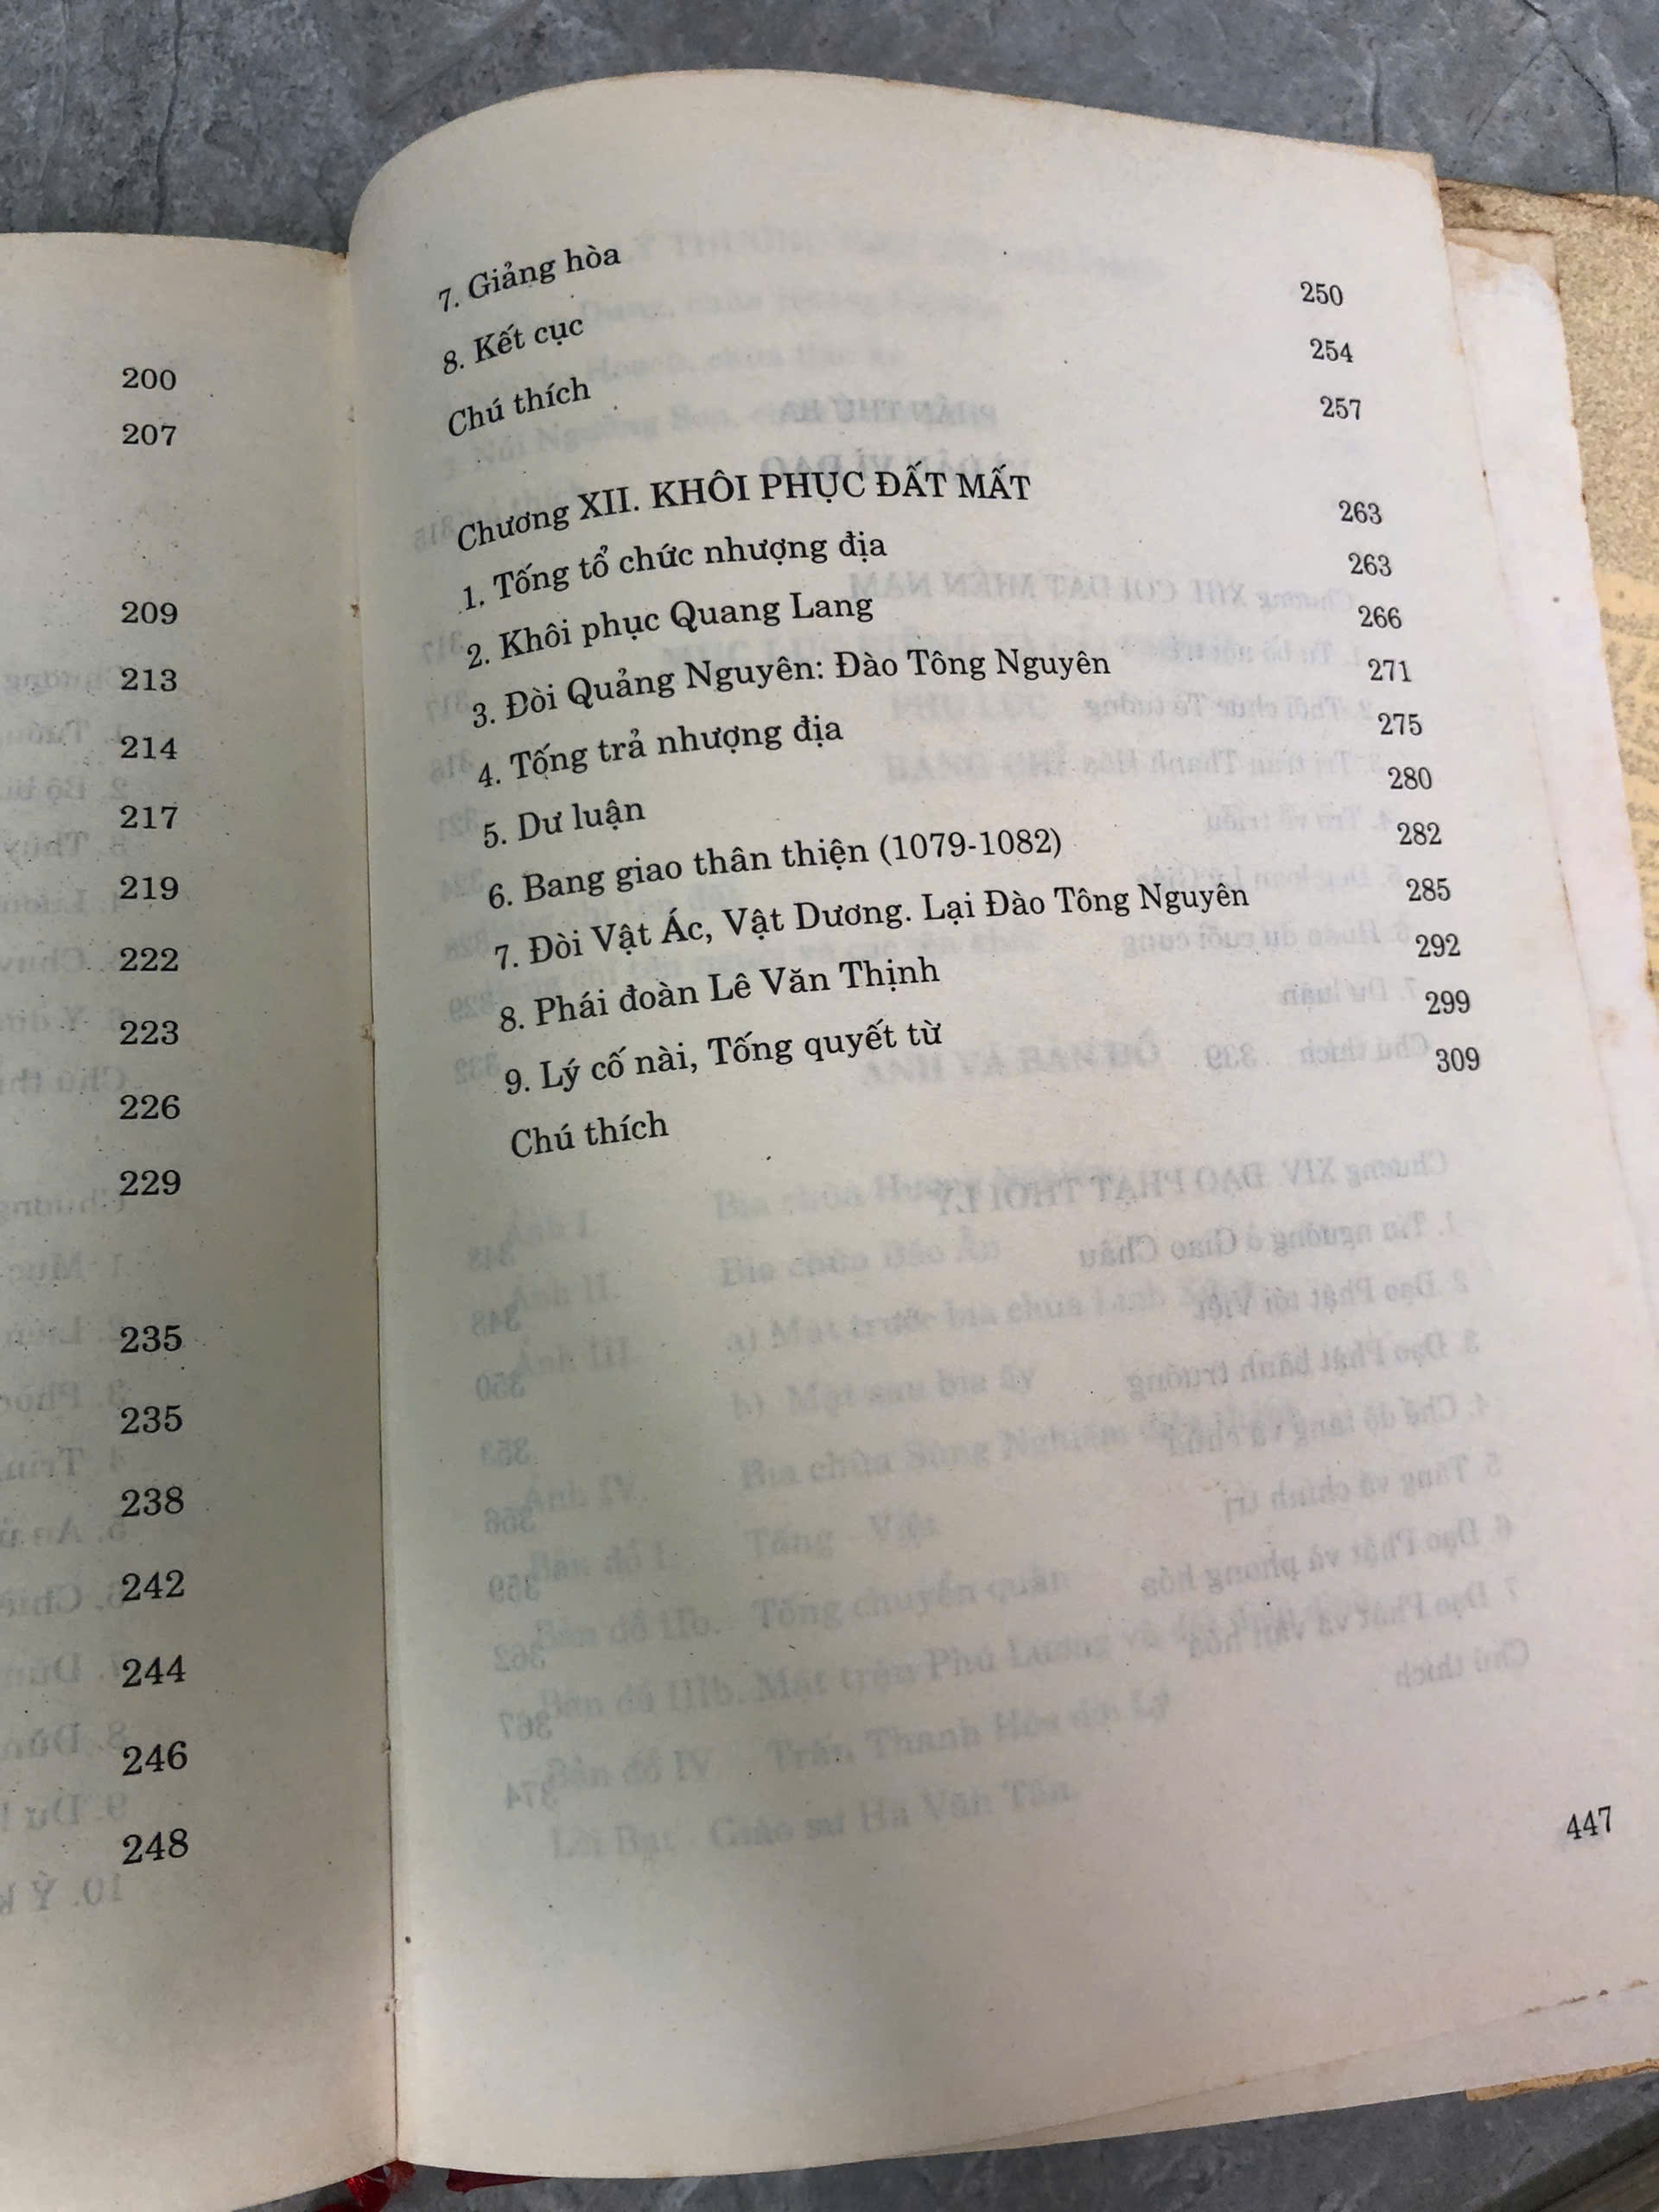 200
207
209
213
214
217
219
222
223
226
229
235
235
238
242
244
246
248
7. Giảng hòa 250
8. Kết cục 254
Chú thích 257
Chương XII. KHÔI PHỤC ĐẤT MẤT 263
1. Tống tổ chức nhượng địa 263
2. Khôi phục Quang Lang 266
3. Đòi Quảng Nguyên: Đào Tông Nguyên 271
4. Tống trả nhượng địa 275
5. Dư luận 280
6. Bang giao thân thiện (1079-1082) 282
7. Đòi Vật Ác, Vật Dương. Lại Đào Tông Nguyên 285
8. Phái đoàn Lê Văn Thịnh 292
9. Lý cố nài, Tống quyết từ 299
Chú thích 309
447